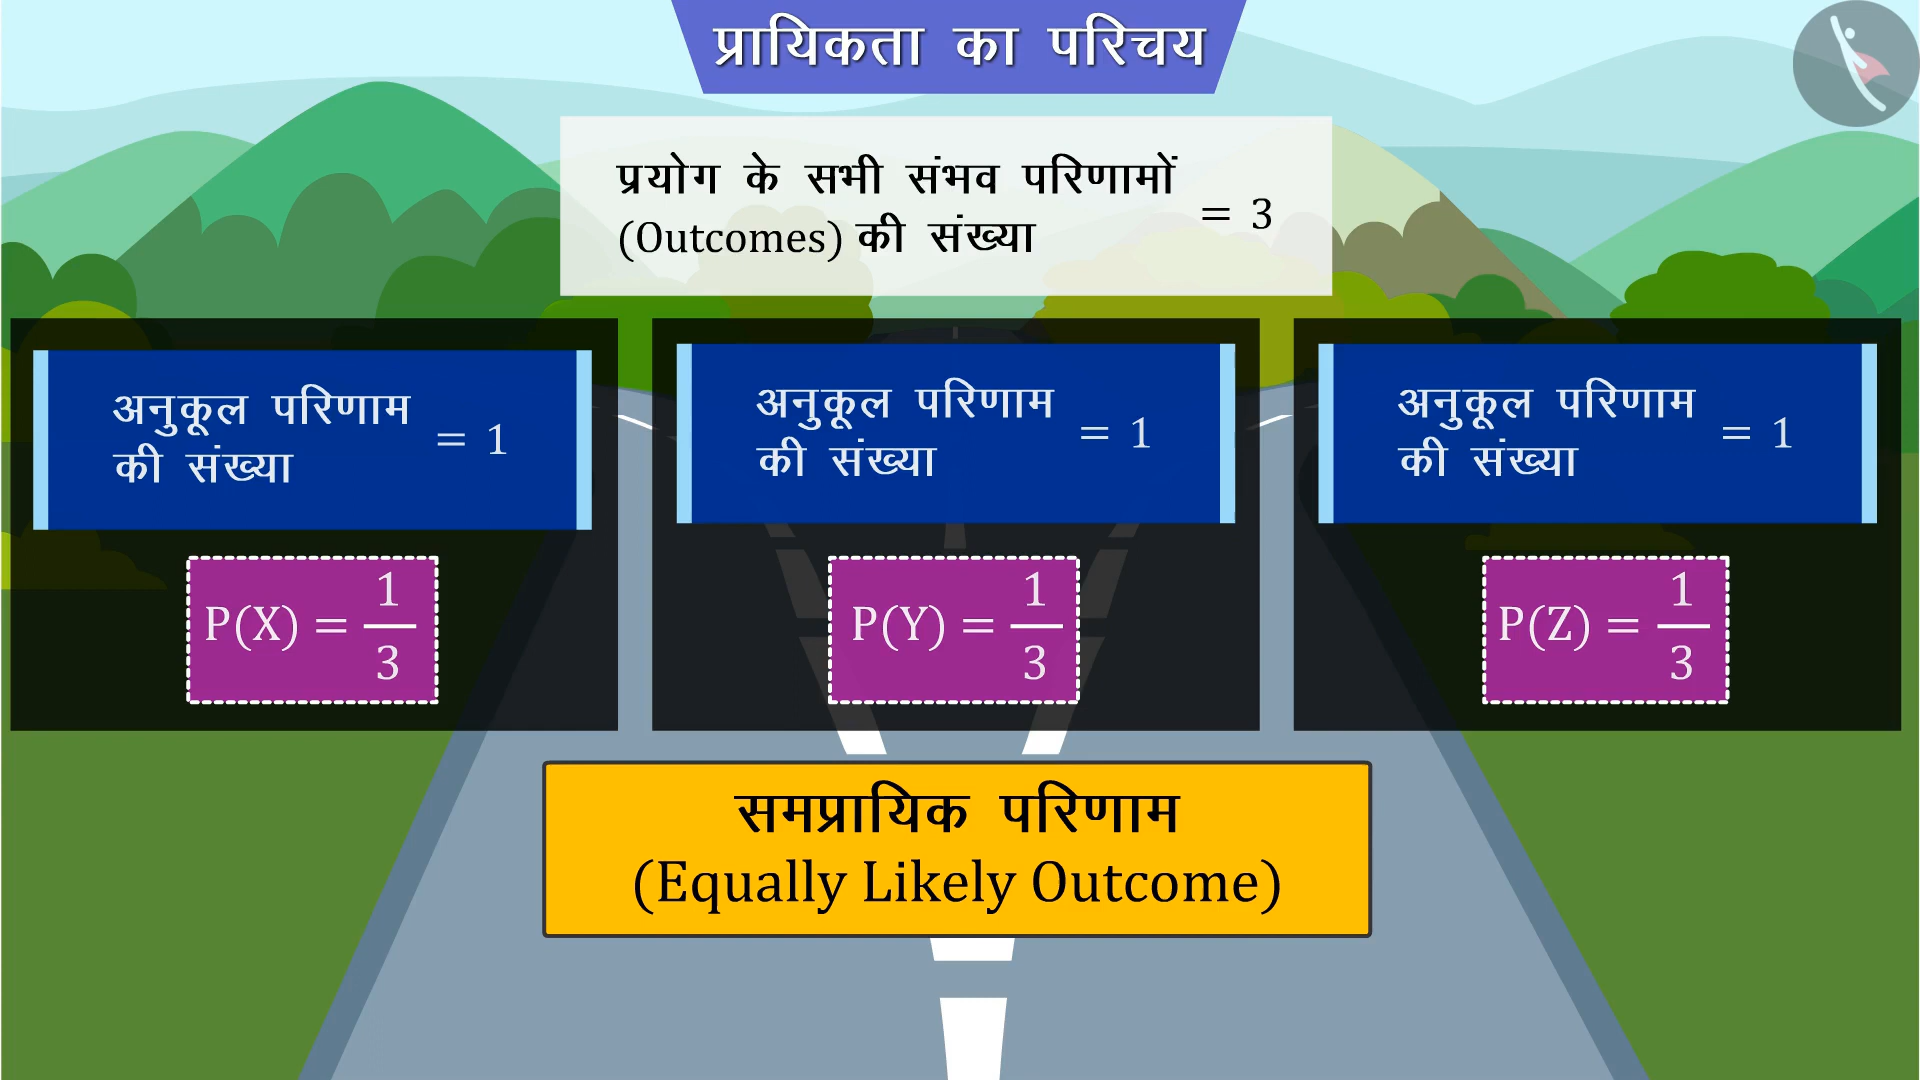 प्रायिकता का परिचय
प्रयोग के सभी संभव परिणामों
(Outcomes) की संख्या = 3
अनुकूल परिणाम
की संख्या = 1
P(X) = 1/3
अनुकूल परिणाम
की संख्या = 1
P(Y) = 1/3
अनुकूल परिणाम
की संख्या = 1
P(Z) = 1/3
समप्रायिक परिणाम
(Equally Likely Outcome)